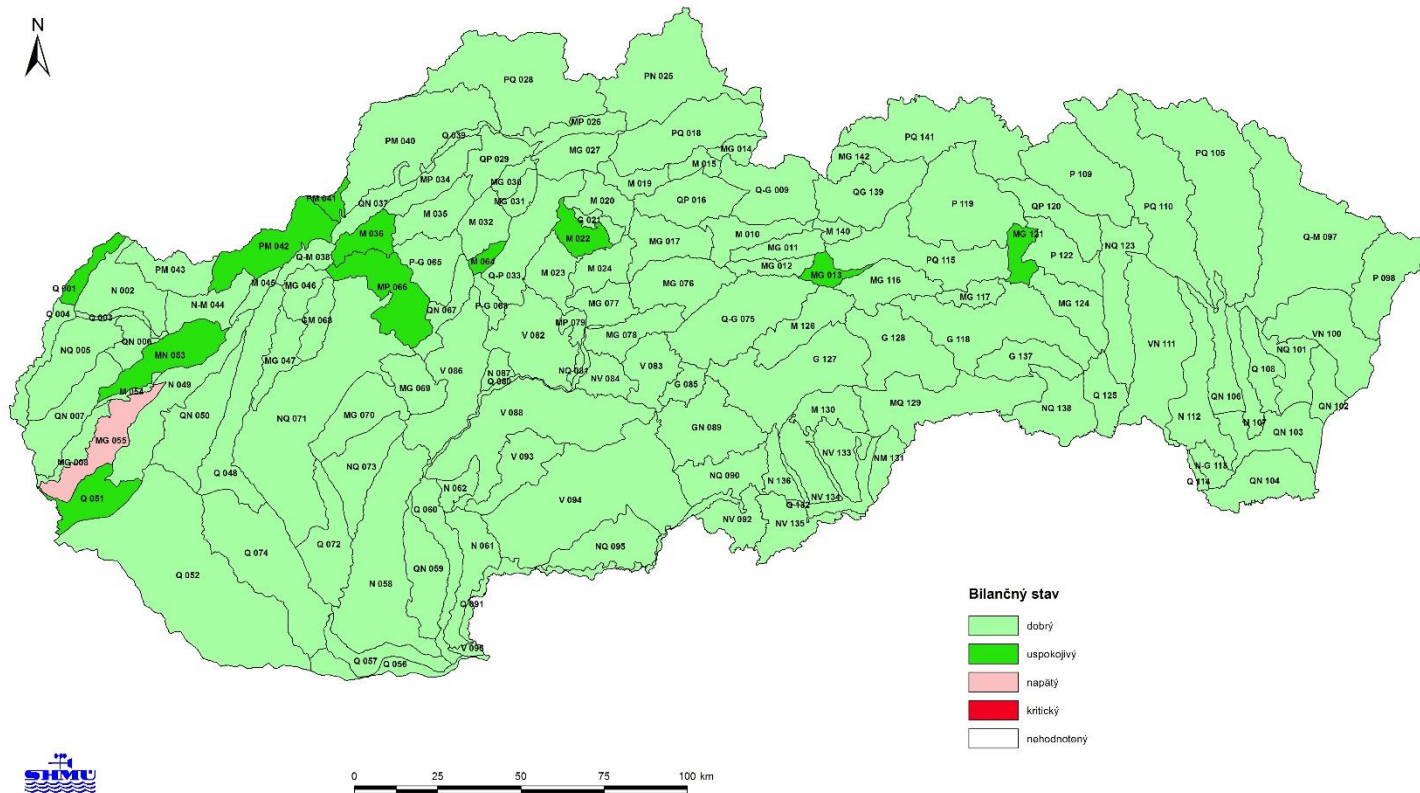 N
PQ 028
PN 025
MP 026
Q 039
PM 040
PQ 018
MG 014
QP 029
MG 027
M 015
PQ 141
MG 142
PQ 105
P 109
MP 034
MG 030
M 019
Q-G 009
QG 139
PM 041
QN 037
MG 031
M 020
QP 016
P 119
QP 120
PQ 110
M 035
M 032
G 021
M 036
M 022
MG 017
M 010
M 140
MG 121
Q-M 097
PM 042
Q-M 038
P-G 065
M 064
MG 011
QN 123
P 122
PQ 115
PM 043
Q-P 033
M 023
M 024
MG 012
MG 013
MG 116
P 098
Q 001
N 002
M 045
MG 046
MP 066
MG 076
MG 117
MG 124
N-M 044
QN 067
MG 077
Q 004
Q 003
Q-G 075
M 126
MP 079
V 082
MG 078
G 128
G 118
VN 111
VN 100
QN 006
NQ 005
MN 053
MG 047
G 137
NQ 101
G 127
V 083
V 086
N 087
Q 080
NQ 081
NV 084
G 085
Q 108
M 054
N 049
MG 069
Q 125
QN 106
QN 102
QN 007
QN 050
NQ 071
MG 070
V 088
M 130
MQ 129
NQ 138
N 112
N 107
QN 103
MG 055
GN 089
MG 008
V 093
NV 133
NM 131
NQ 073
Q 048
NQ 090
N 136
Q 114
QN 104
N 062
Q 051
V 094
NV 134
Q 132
Q 060
NV 092
NV 135
Q 072
N 061
NQ 095
Q 074
Q 052
QN 059
N 058
Q 091
V 096
Q 057
Q 056
Bilančný stav
dobrý
uspokojivý
napätý
kritický
nehodnotený
SHMÚ
0 25 50 75 100 km